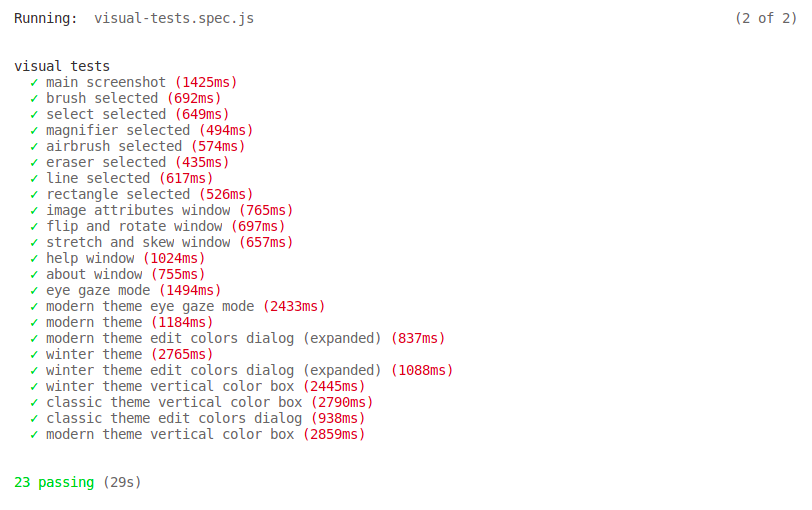 Running:  visual-tests.spec.js (2 of 2)
visual tests
✓ main screenshot (1425ms)
✓ brush selected (692ms)
✓ select selected (649ms)
✓ magnifier selected (494ms)
✓ airbrush selected (574ms)
✓ eraser selected (435ms)
✓ line selected (617ms)
✓ rectangle selected (526ms)
✓ image attributes window (765ms)
✓ flip and rotate window (697ms)
✓ stretch and skew window (657ms)
✓ help window (1024ms)
✓ about window (755ms)
✓ eye gaze mode (1494ms)
✓ modern theme eye gaze mode (2433ms)
✓ modern theme (1184ms)
✓ modern theme edit colors dialog (expanded) (837ms)
✓ winter theme (2765ms)
✓ winter theme edit colors dialog (expanded) (1088ms)
✓ winter theme vertical color box (2445ms)
✓ classic theme vertical color box (2790ms)
✓ classic theme edit colors dialog (938ms)
✓ modern theme vertical color box (2859ms)
23 passing (29s)